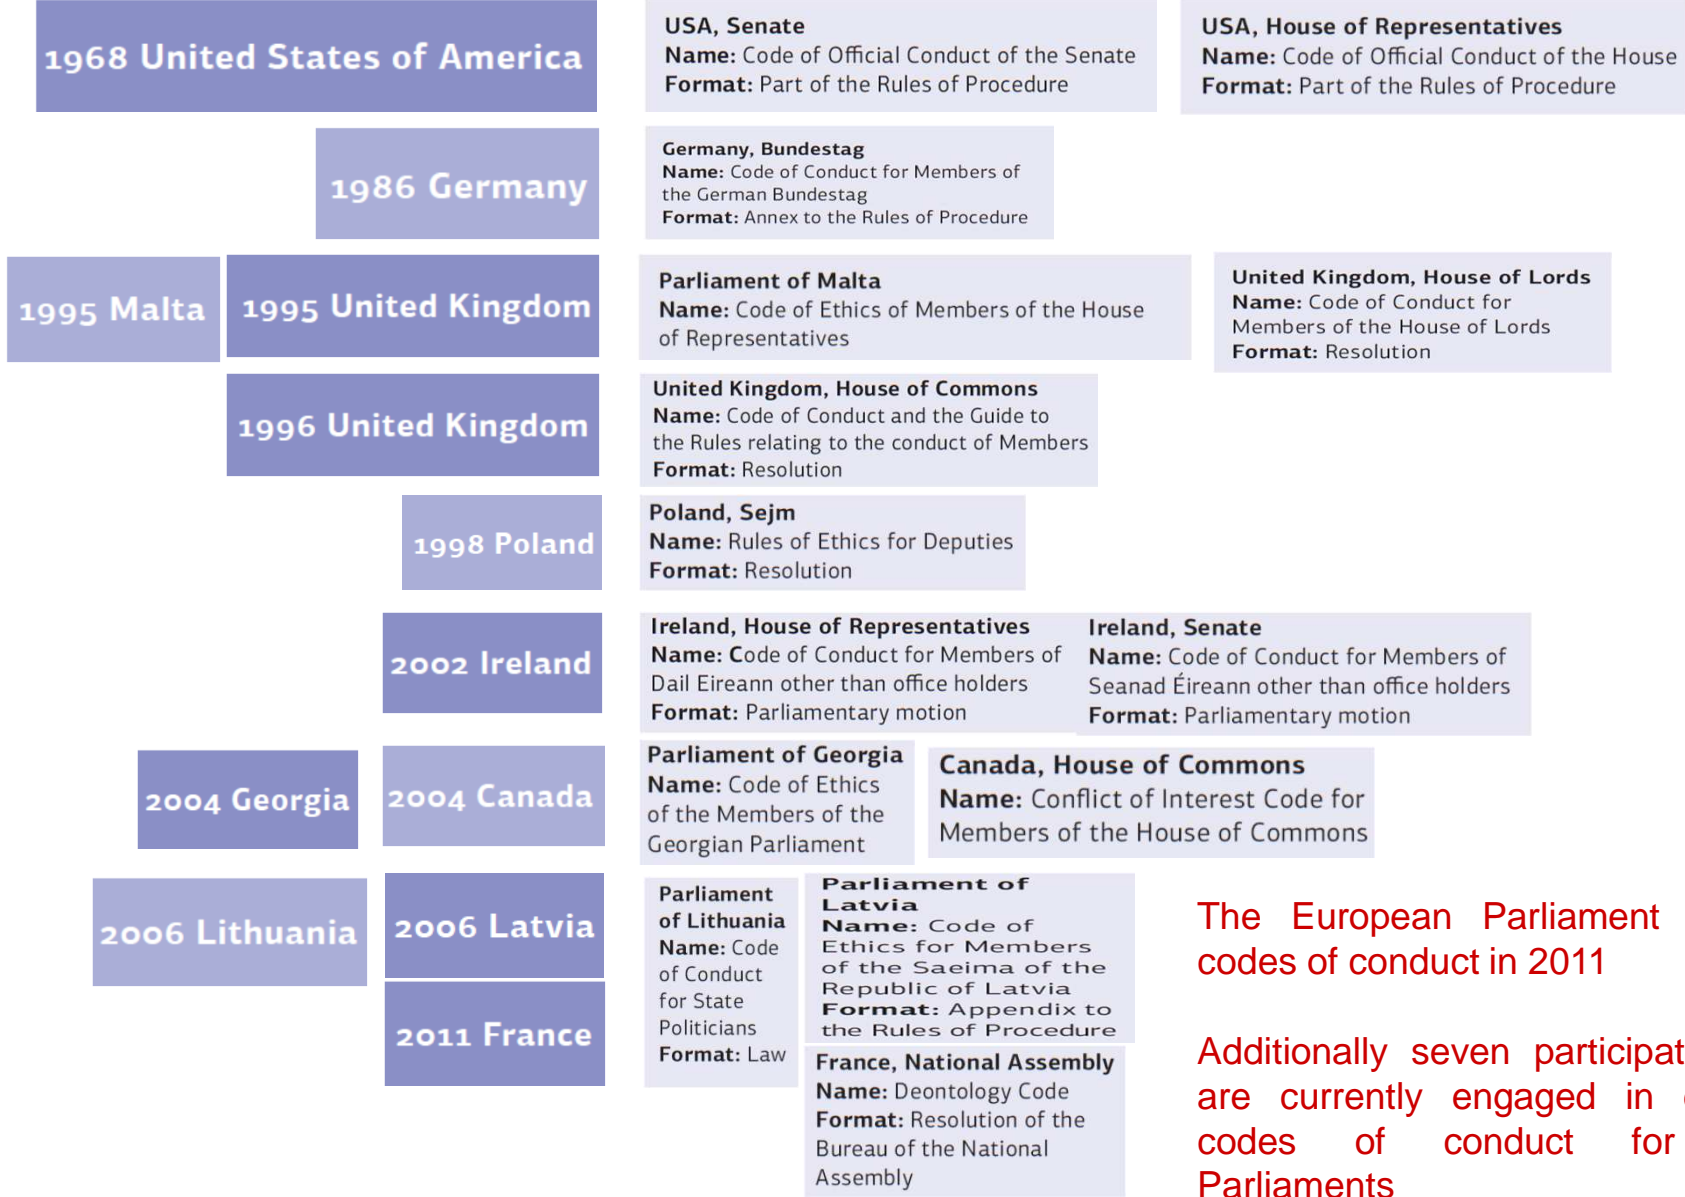 1968 United States of America
USA, Senate
Name: Code of Official Conduct of the Senate
Format: Part of the Rules of Procedure
USA, House of Representatives
Name: Code of Official Conduct of the House
Format: Part of the Rules of Procedure
1986 Germany
Germany, Bundestag
Name: Code of Conduct for Members of
the German Bundestag
Format: Annex to the Rules of Procedure
1995 Malta
1995 United Kingdom
Parliament of Malta
Name: Code of Ethics of Members of the House
of Representatives
United Kingdom, House of Lords
Name: Code of Conduct for
Members of the House of Lords
Format: Resolution
1996 United Kingdom
United Kingdom, House of Commons
Name: Code of Conduct and the Guide to
the Rules relating to the conduct of Members
Format: Resolution
1998 Poland
Poland, Sejm
Name: Rules of Ethics for Deputies
Format: Resolution
2002 Ireland
Ireland, House of Representatives
Name: Code of Conduct for Members of
Dail Eireann other than office holders
Format: Parliamentary motion
Ireland, Senate
Name: Code of Conduct for Members of
Seanad Éireann other than office holders
Format: Parliamentary motion
2004 Georgia
2004 Canada
Parliament of Georgia
Name: Code of Ethics
of the Members of the
Georgian Parliament
Canada, House of Commons
Name: Conflict of Interest Code for
Members of the House of Commons
2006 Lithuania
2006 Latvia
2011 France
Parliament
of Lithuania
Name: Code
of Conduct
for State
Politicians
Format: Law
Parliament of
Latvia
Name: Code of
Ethics for Members
of the Saeima of the
Republic of Latvia
Format: Appendix to
the Rules of Procedure
France, National Assembly
Name: Deontology Code
Format: Resolution of the
Bureau of the National
Assembly
The European Parliament
codes of conduct in 2011
Additionally seven participat
are currently engaged in
codes of conduct for
Parliaments